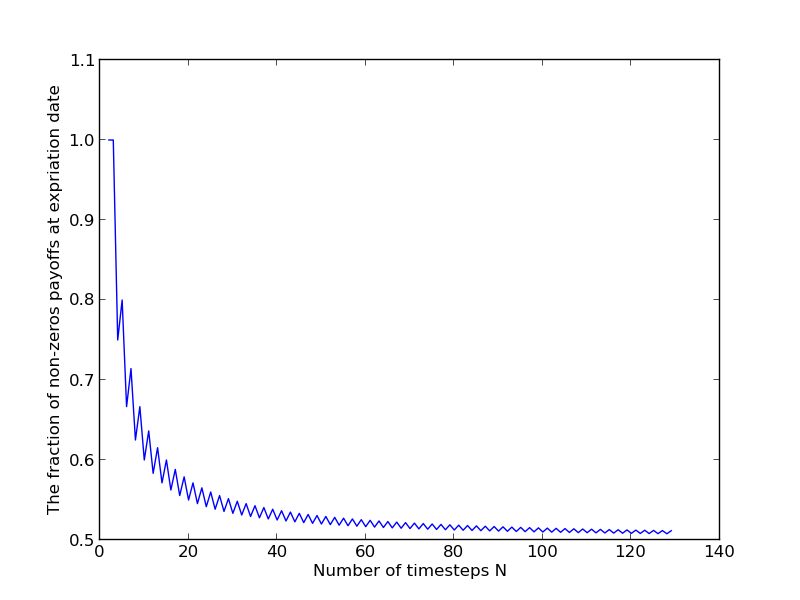 1.1
1.0
0.9
0.8
0.7
0.6
0.5
The fraction of non-zeros payoffs at expriation date
0 20 40 60 80 100 120 140
Number of timesteps N